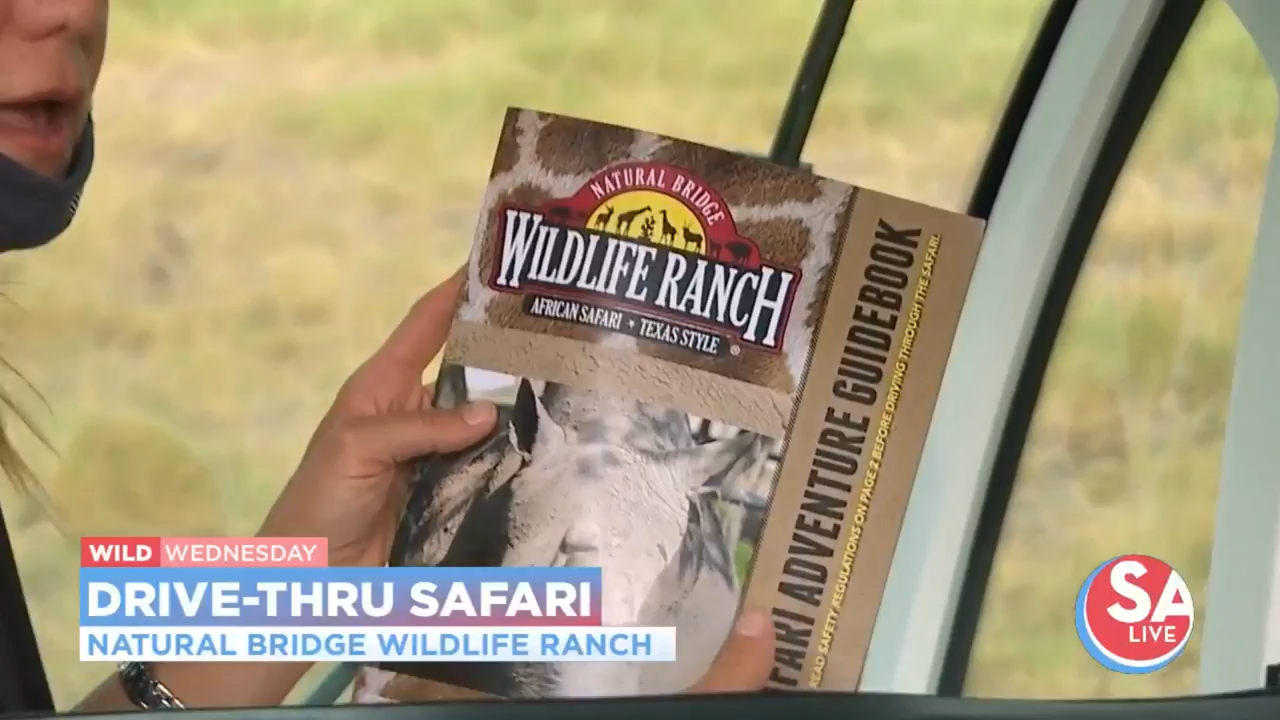 NATURAL BRIDGE
WILDLIFE RANCH
AFRICAN SAFARI • TEXAS STYLE ®
ARI ADVENTURE GUIDEBOOK
READ SAFETY REGULATIONS ON PAGE 2 BEFORE DRIVING THROUGH THE SAFARI.
WILD WEDNESDAY
DRIVE-THRU SAFARI
NATURAL BRIDGE WILDLIFE RANCH
SA
LIVE